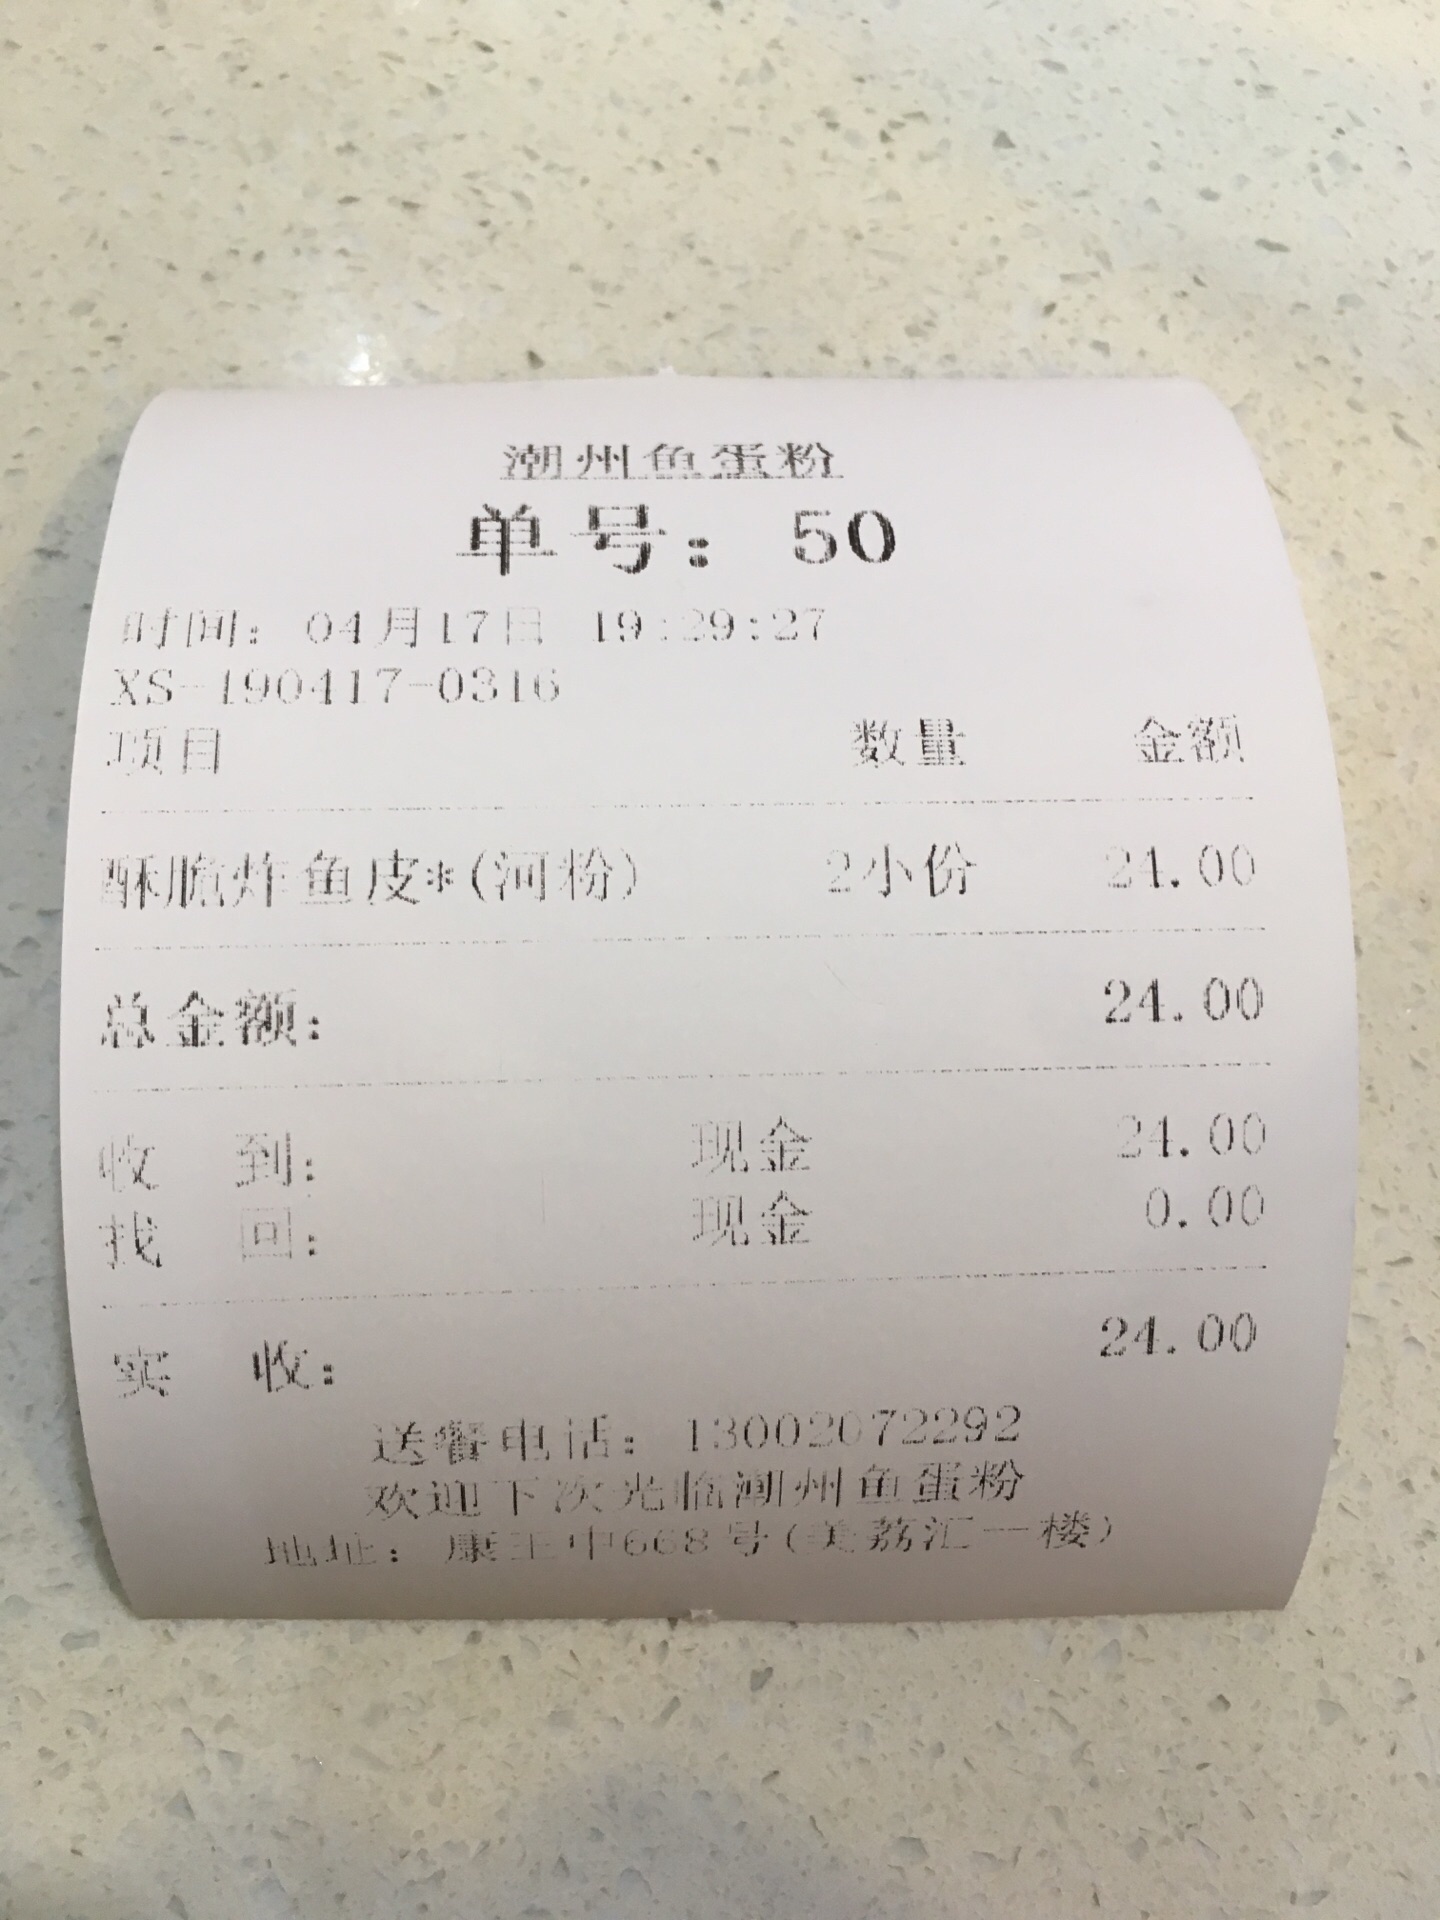 潮州鱼蛋粉
单号：50
时间：04月17日 19:29:27
XS-190417-0316
项目 数量 金额
酥脆炸鱼皮*(河粉) 2小份 24.00
总金额： 24.00
收 到： 现金 24.00
找 回： 现金 0.00
实 收： 24.00
送餐电话：13002072292
欢迎下次光临潮州鱼蛋粉
地址：康王中668号(美荔汇一楼)